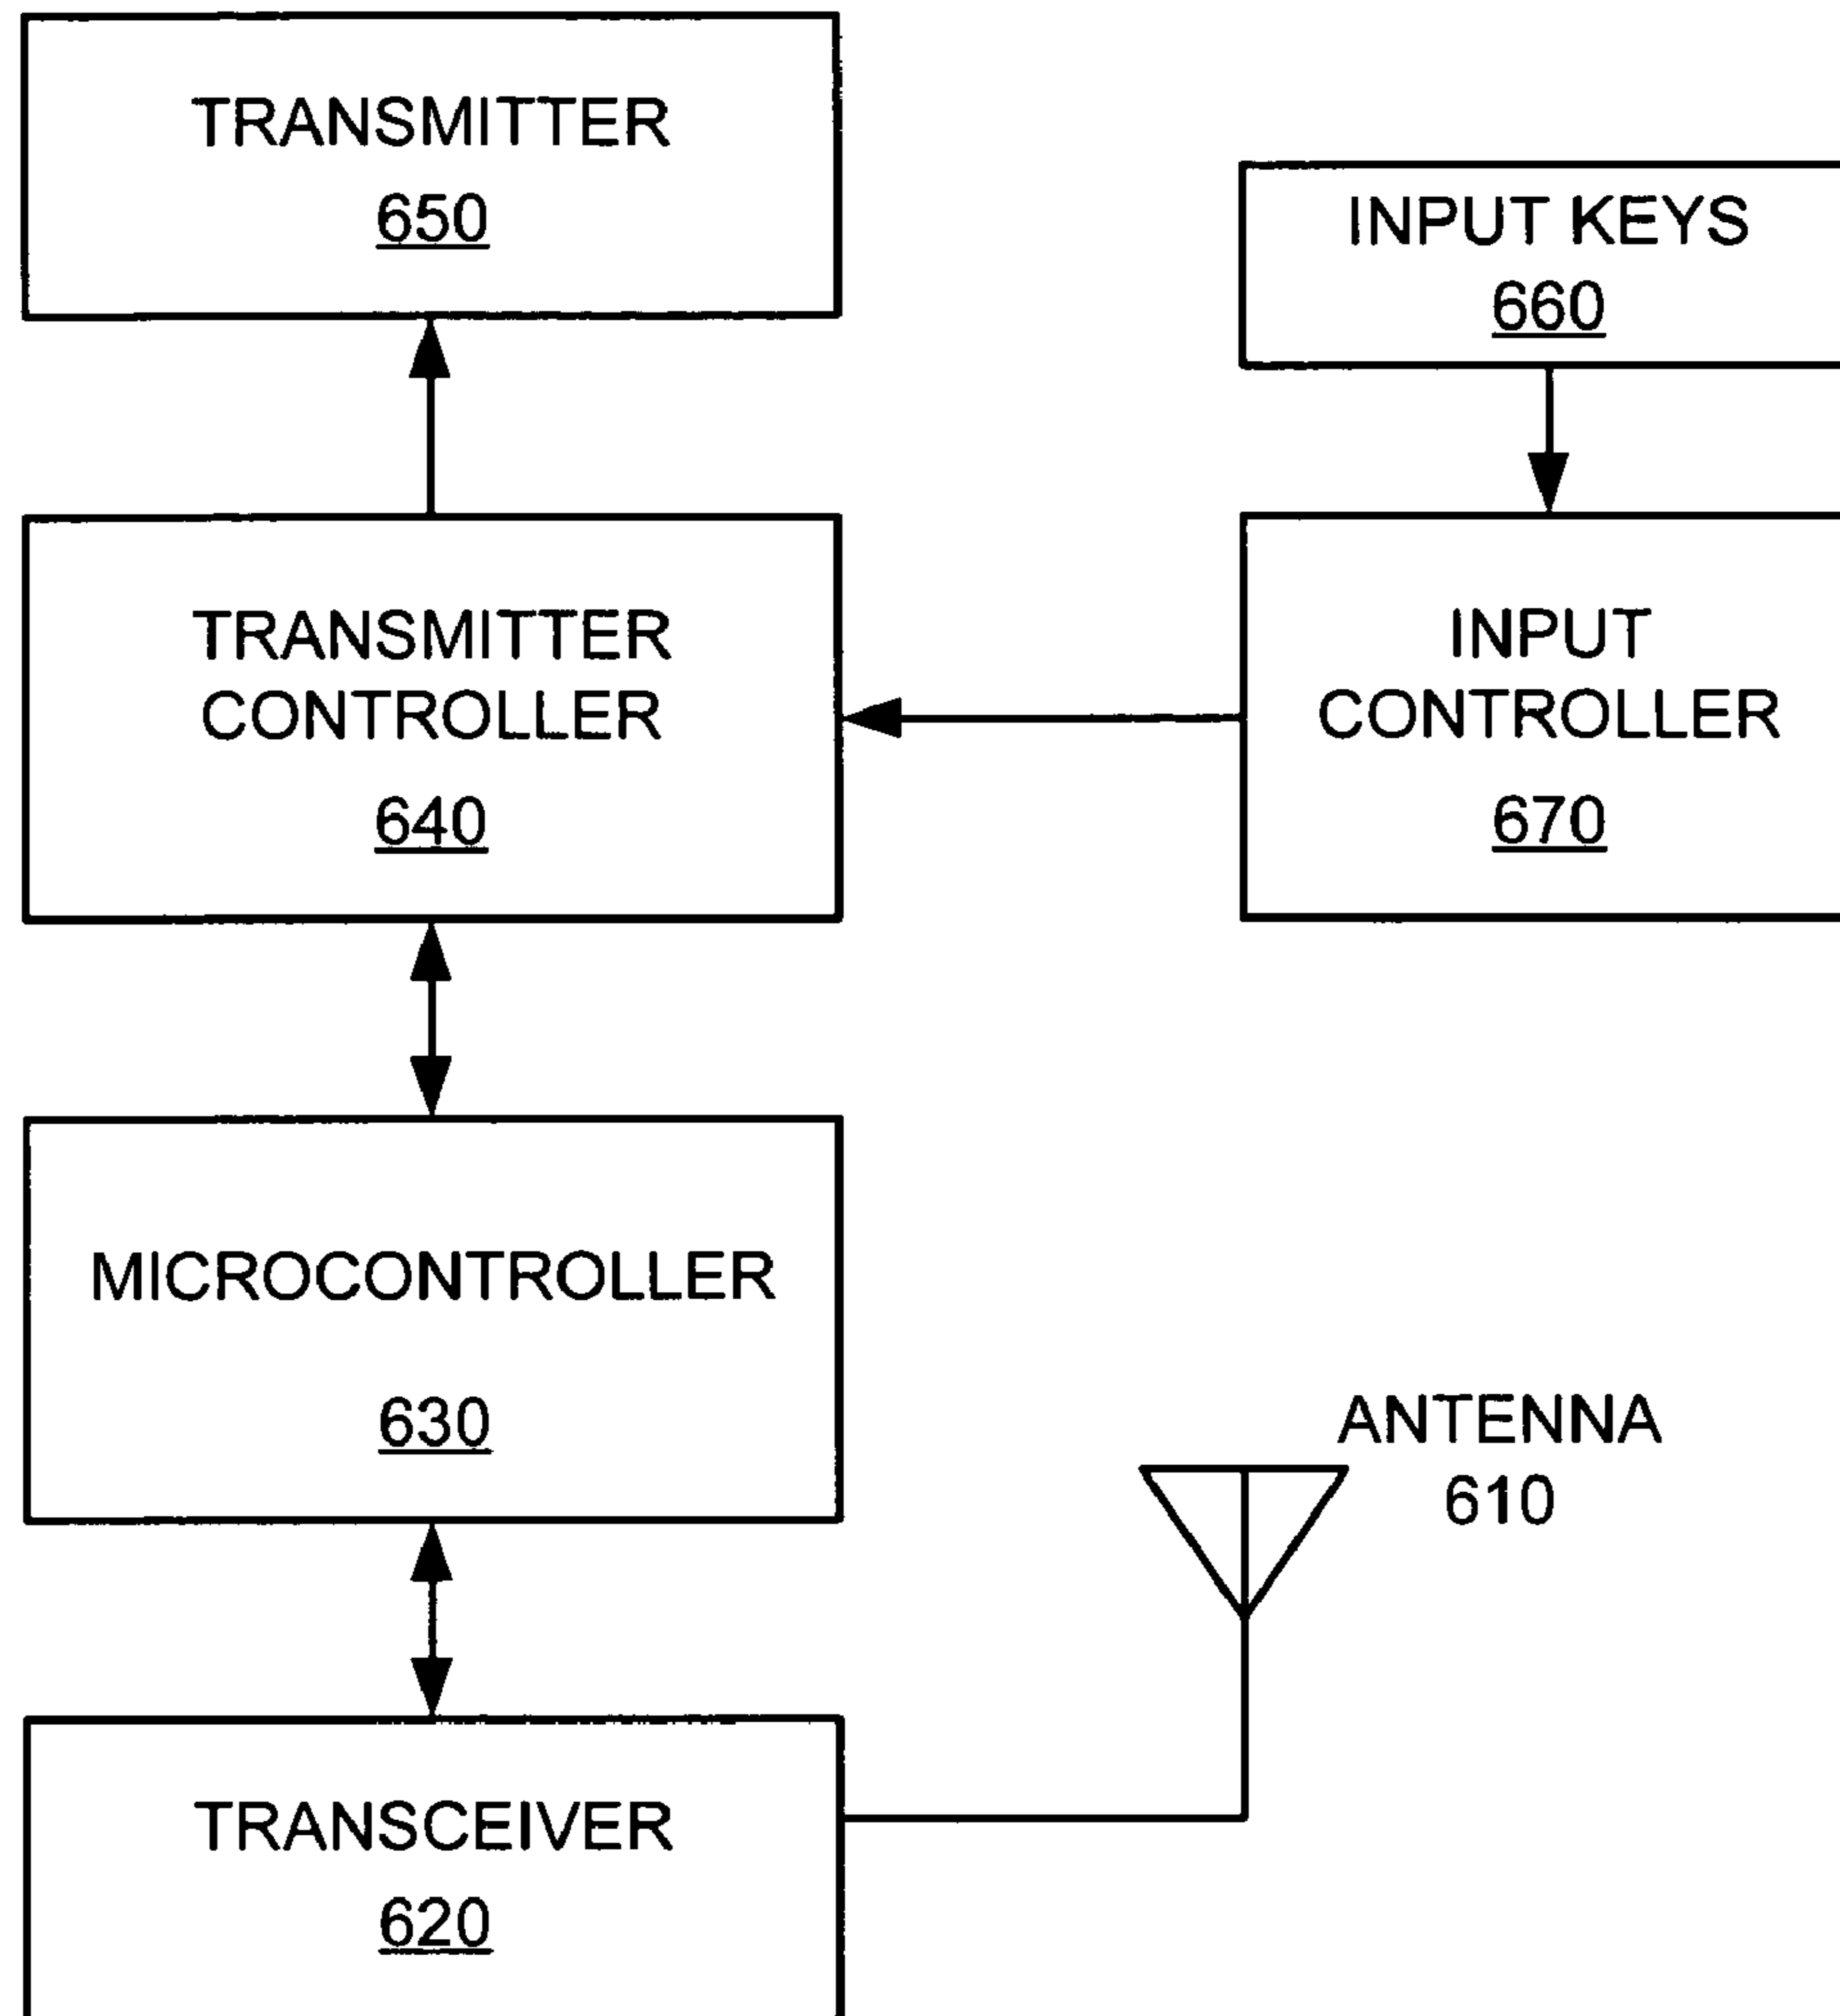 TRANSMITTER
650
INPUT KEYS
660
TRANSMITTER
CONTROLLER
640
INPUT
CONTROLLER
670
MICROCONTROLLER
630
ANTENNA
610
TRANSCEIVER
620